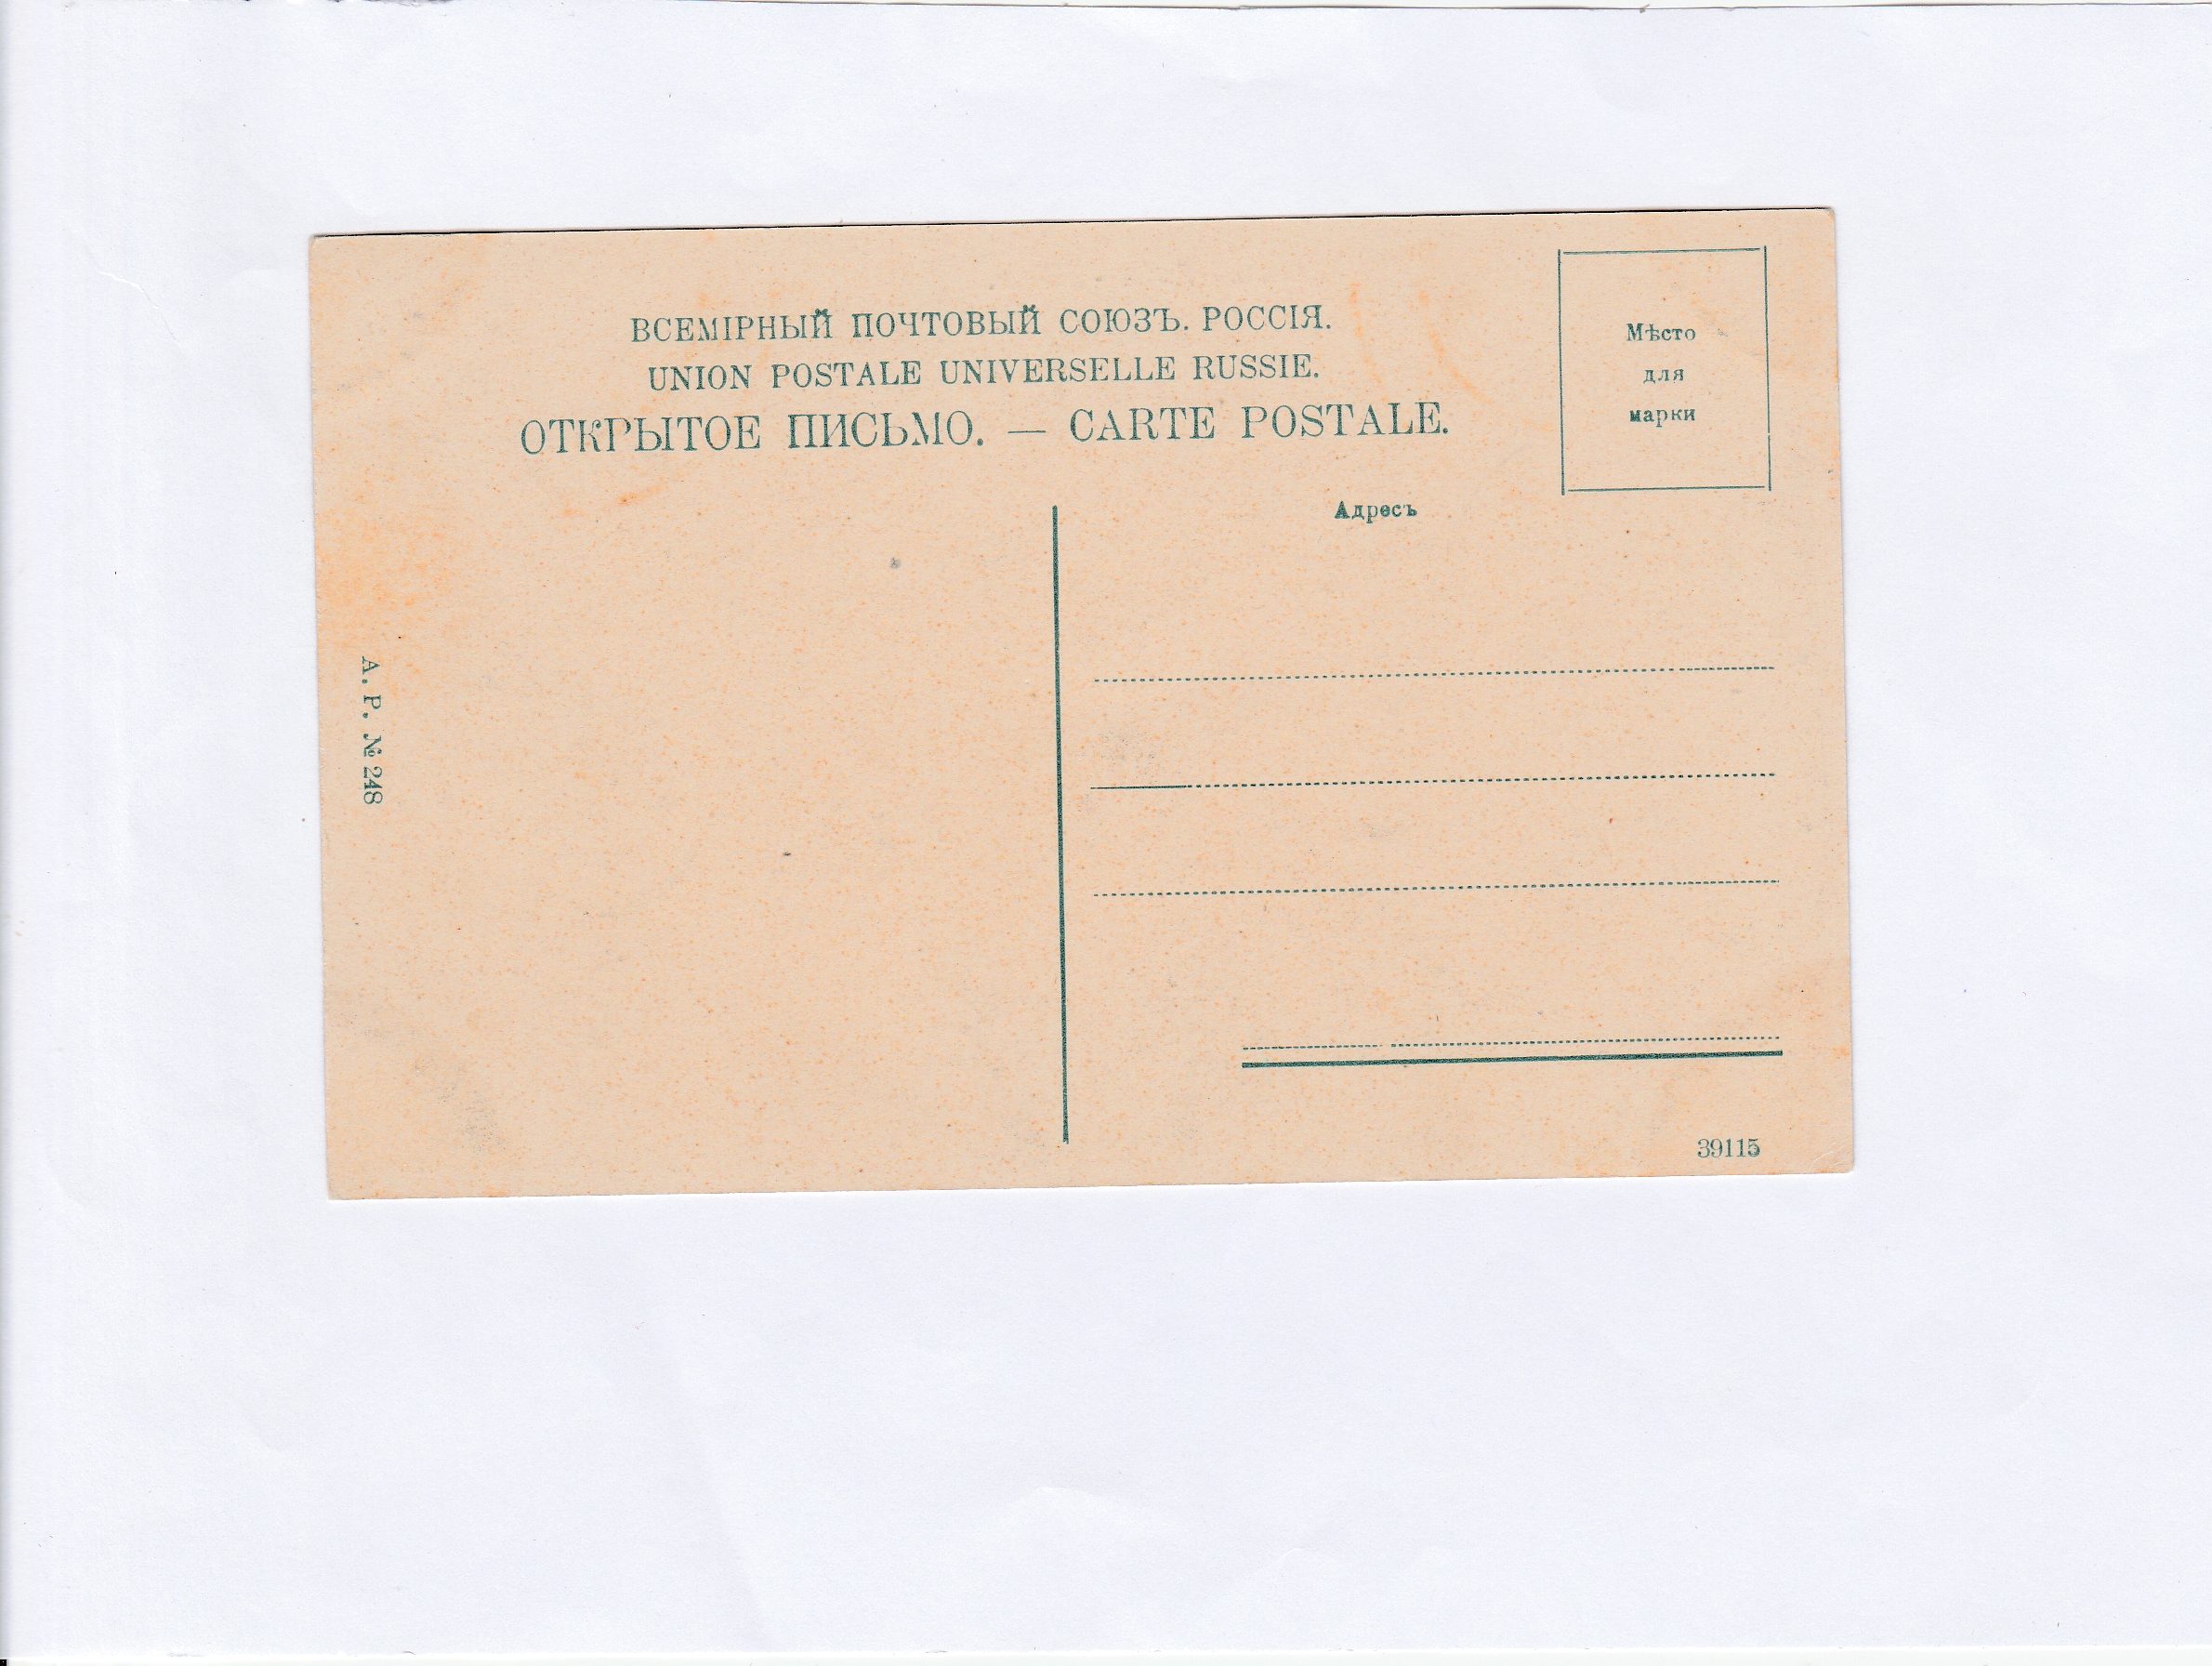 ВСЕМІРНЫЙ ПОЧТОВЫЙ СОЮЗЪ. РОССІЯ.
UNION POSTALE UNIVERSELLE RUSSIE.
ОТКРЫТОЕ ПИСЬМО. — CARTE POSTALE.
Мѣсто
для
марки
Адресъ
А. Р. № 248
39115